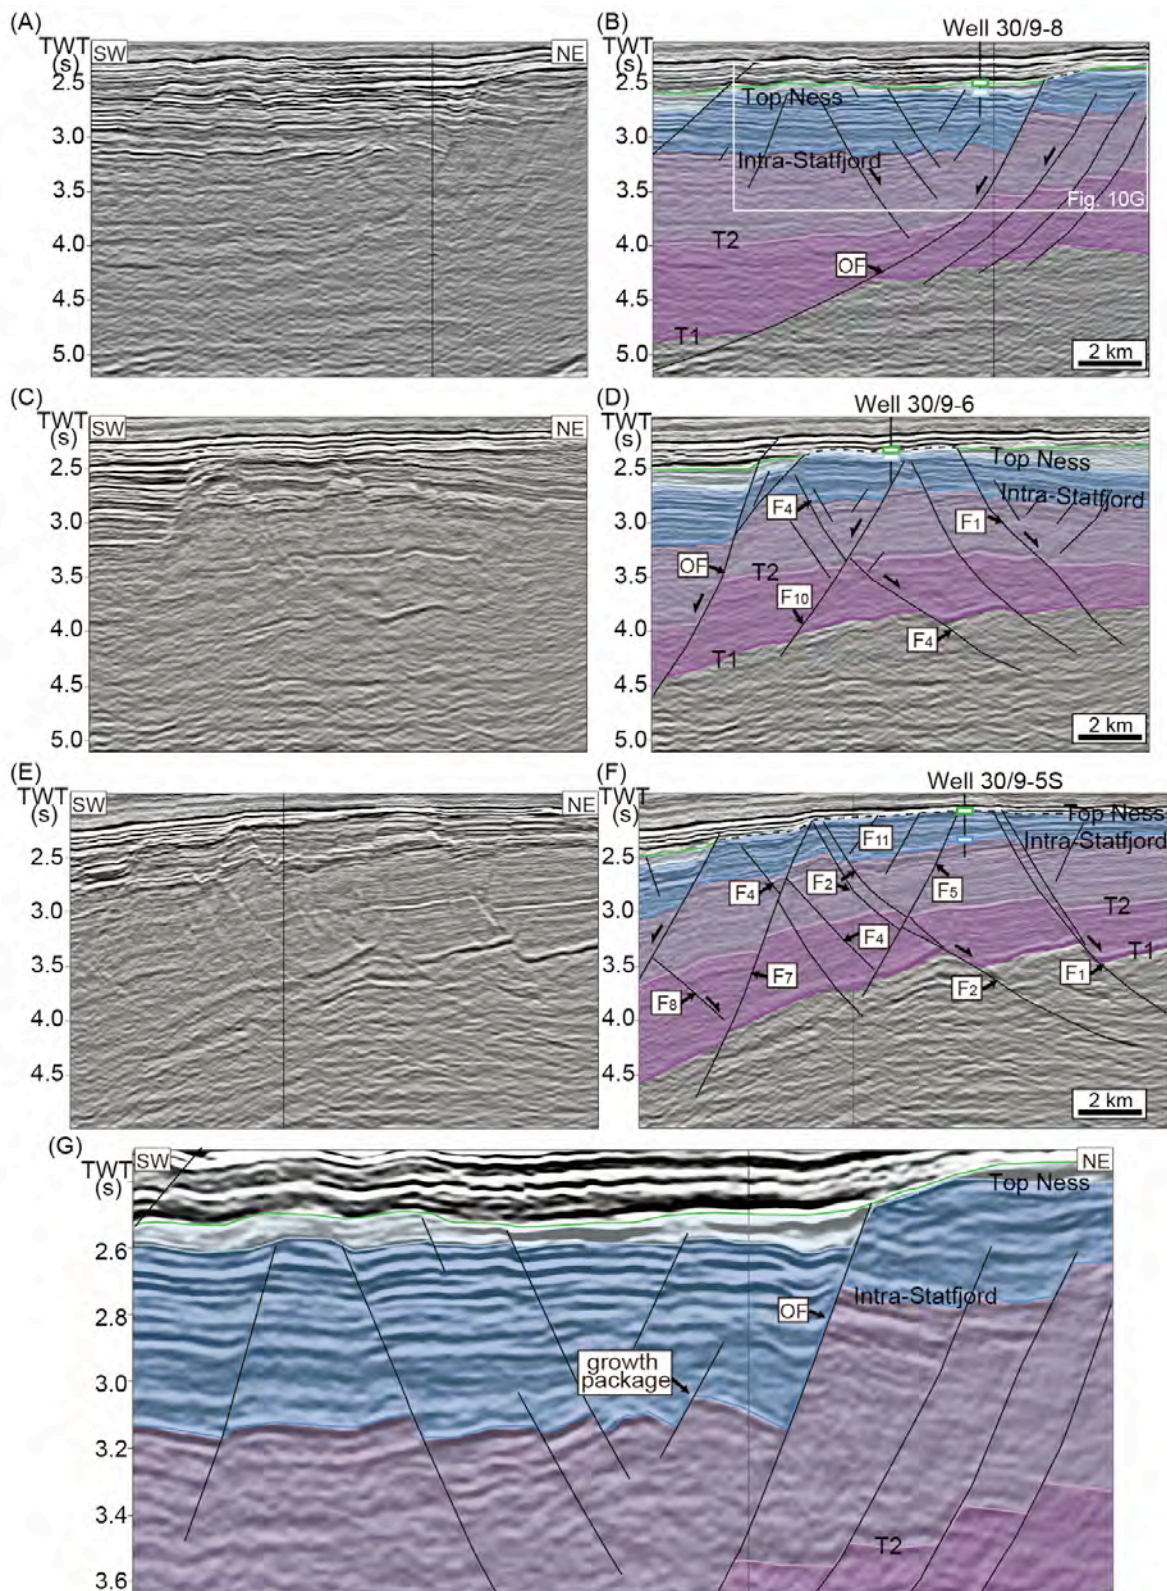 (A)
TWT
(s)
SW
NE
2.5
3.0
3.5
4.0
4.5
5.0
(B)
Well 30/9-8
TWT
(s)
2.5
3.0
3.5
4.0
4.5
5.0
Top Ness
Intra-Statfjord
Fig. 10G
T2
OF
T1
2 km
(C)
TWT
(s)
SW
NE
2.5
3.0
3.5
4.0
4.5
5.0
(D)
Well 30/9-6
TWT
(s)
2.5
3.0
3.5
4.0
4.5
5.0
Top Ness
Intra-Statfjord
F4
F1
OF
T2
F10
F4
T1
2 km
(E)
TWT
(s)
SW
NE
2.5
3.0
3.5
4.0
4.5
(F)
Well 30/9-5S
TWT
(s)
2.5
3.0
3.5
4.0
4.5
Top Ness
Intra-Statfjord
F11
F4
F2
F5
T2
F4
T1
F7
F1
F8
F2
2 km
(G)
TWT
(s)
SW
NE
2.6
2.8
3.0
3.2
3.4
3.6
Top Ness
OF
Intra-Statfjord
growth
package
T2